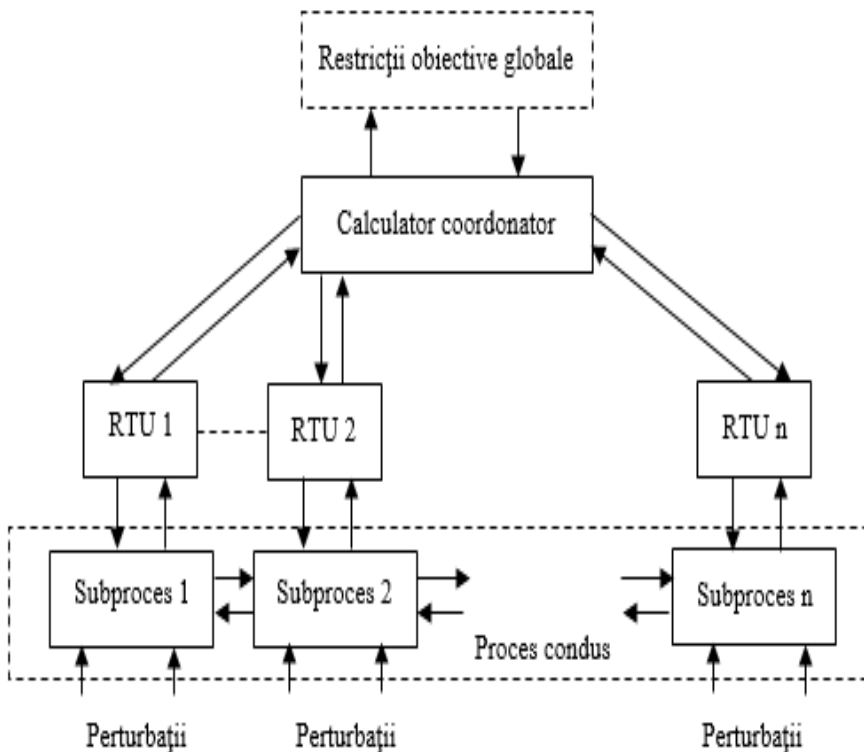 Restricţii obiective globale
Calculator coordonator
RTU 1
RTU 2
RTU n
Subproces 1
Subproces 2
Subproces n
Proces condus
Perturbaţii
Perturbaţii
Perturbaţii